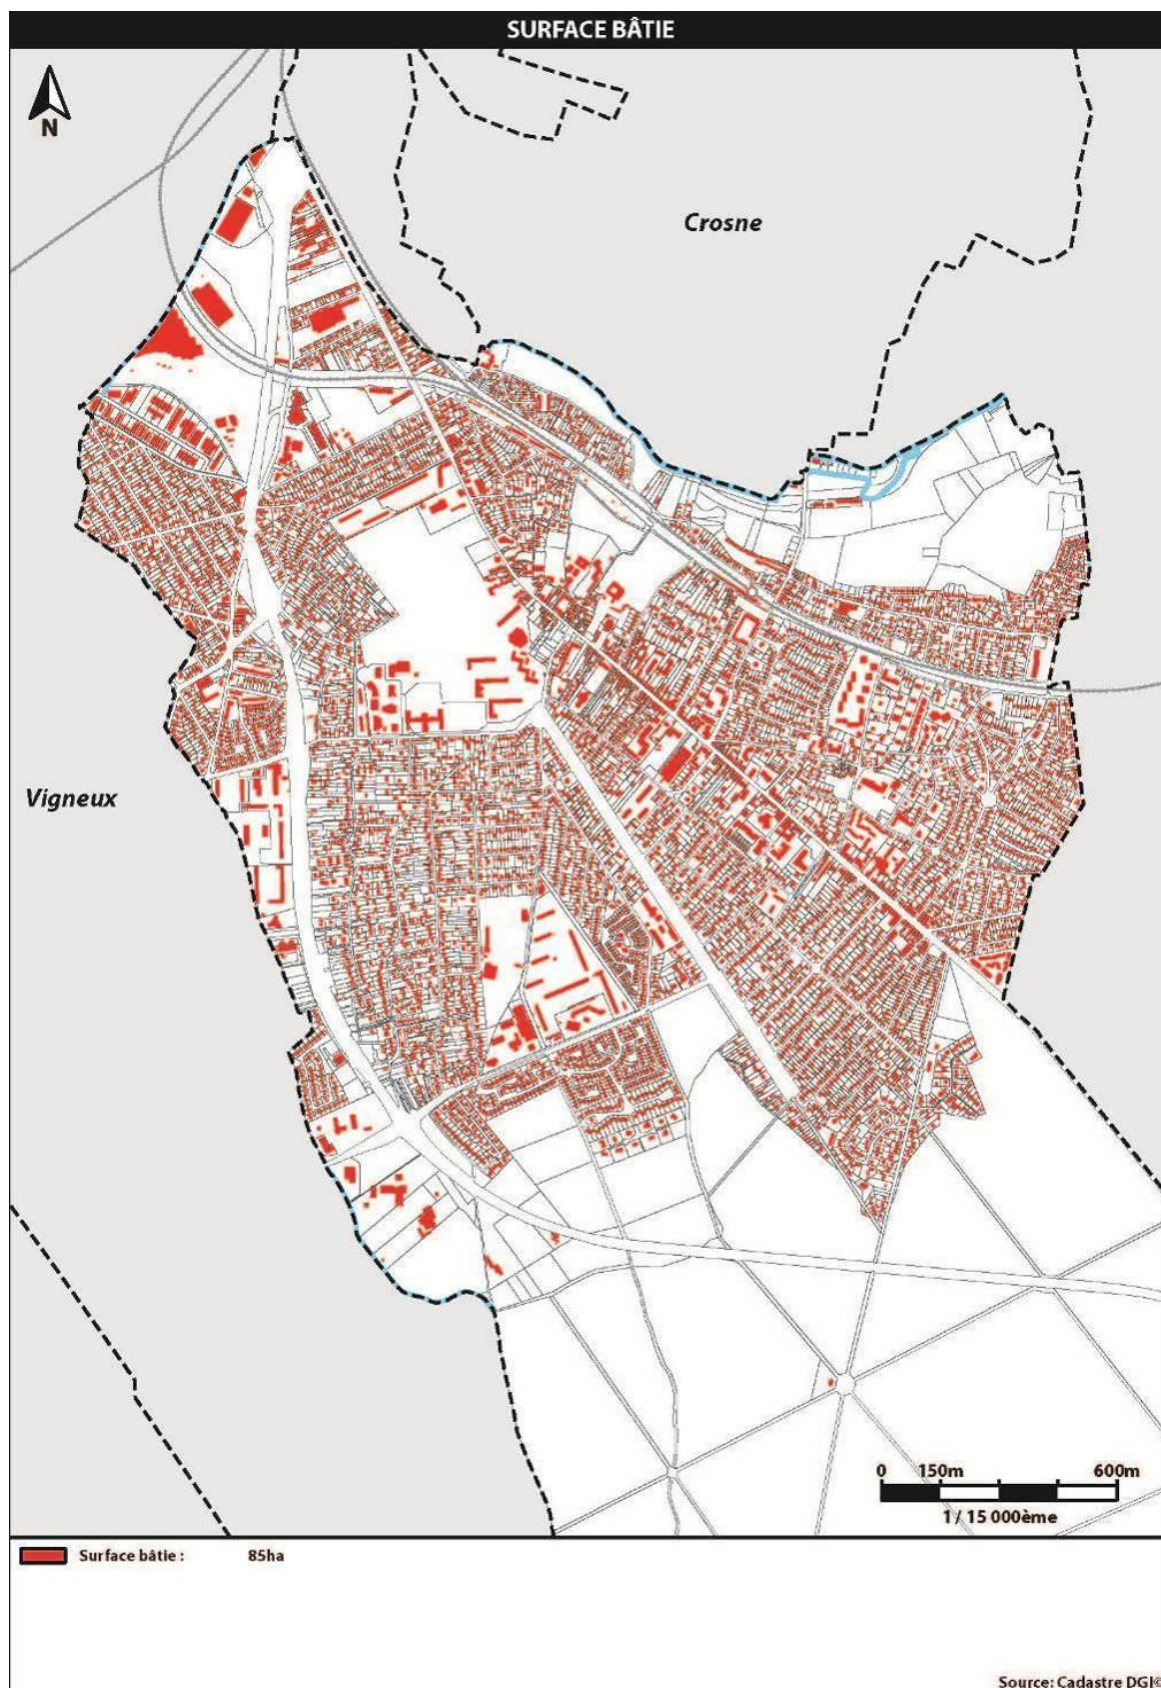 SURFACE BÂTIE
N
Crosne
Vigneux
0 150m 600m
1 / 15 000ème
Surface bâtie : 85ha
Source: Cadastre DGI©